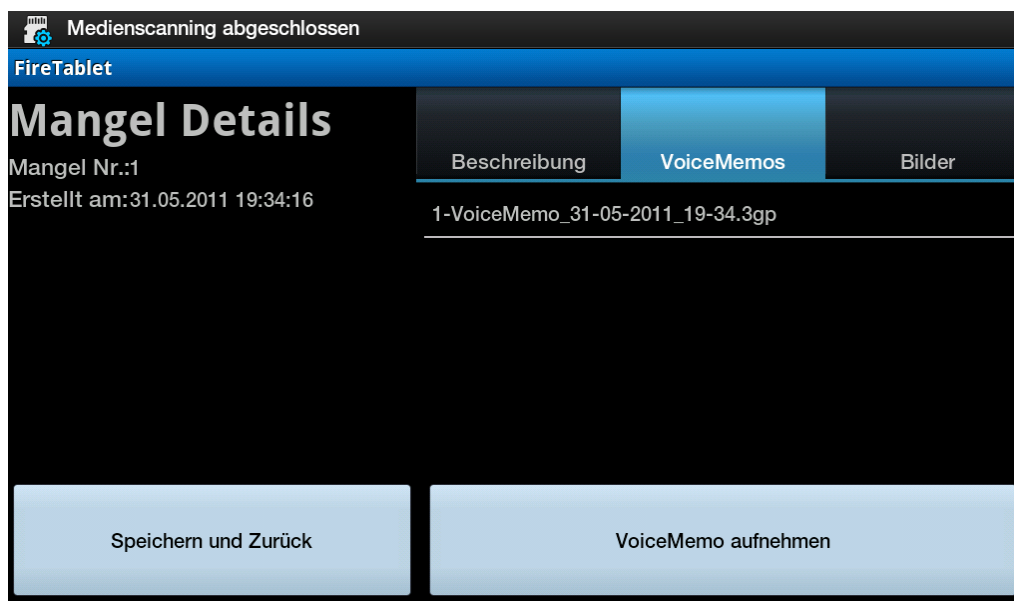 Medienscanning abgeschlossen
FireTablet
Mangel Details
Mangel Nr.:1
Erstellt am:31.05.2011 19:34:16
Beschreibung
VoiceMemos
Bilder
1-VoiceMemo_31-05-2011_19-34.3gp
Speichern und Zurück
VoiceMemo aufnehmen